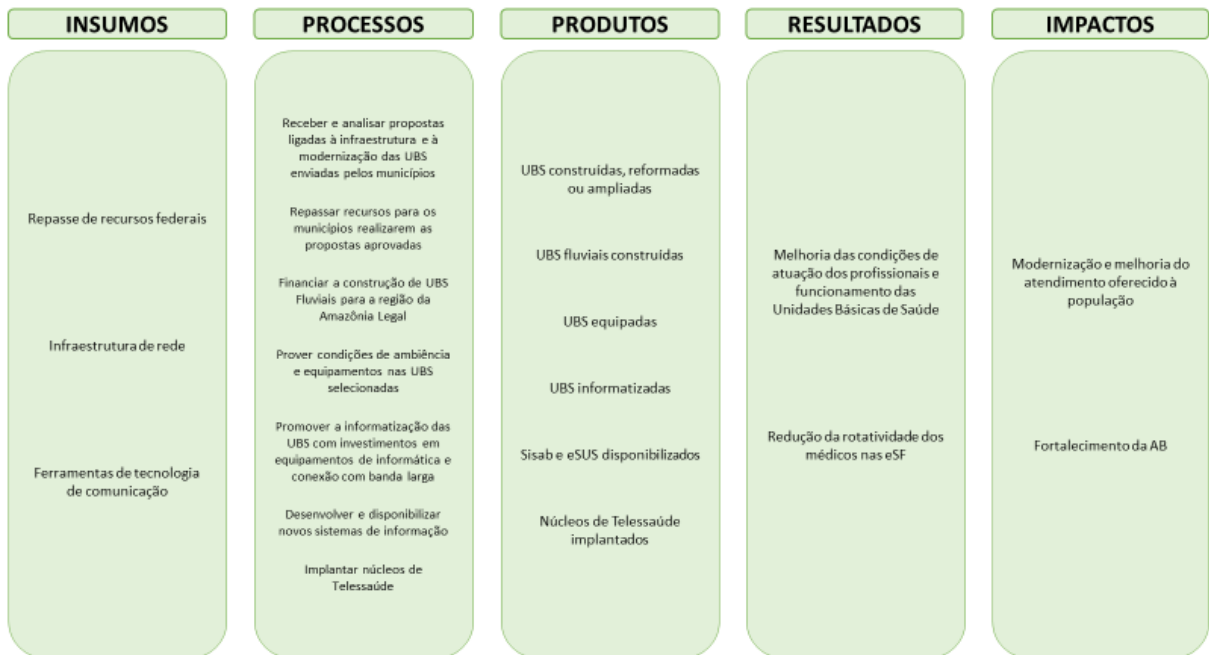 INSUMOS
Repasse de recursos federais
Infraestrutura de rede
Ferramentas de tecnologia
de comunicação
PROCESSOS
Receber e analisar propostas
ligadas à infraestrutura e à
modernização das UBS
enviadas pelos municípios
Repassar recursos para os
municípios realizarem as
propostas aprovadas
Financiar a construção de UBS
Fluviais para a região da
Amazônia Legal
Prover condições de ambiência
e equipamentos nas UBS
selecionadas
Promover a informatização das
UBS com investimentos em
equipamentos de informática e
conexão com banda larga
Desenvolver e disponibilizar
novos sistemas de informação
Implantar núcleos de
Telessaúde
PRODUTOS
UBS construídas, reformadas
ou ampliadas
UBS fluviais construídas
UBS equipadas
UBS informatizadas
Sisab e eSUS disponibilizados
Núcleos de Telessaúde
implantados
RESULTADOS
Melhoria das condições de
atuação dos profissionais e
funcionamento das
Unidades Básicas de Saúde
Redução da rotatividade dos
médicos nas eSF
IMPACTOS
Modernização e melhoria do
atendimento oferecido à
população
Fortalecimento da AB